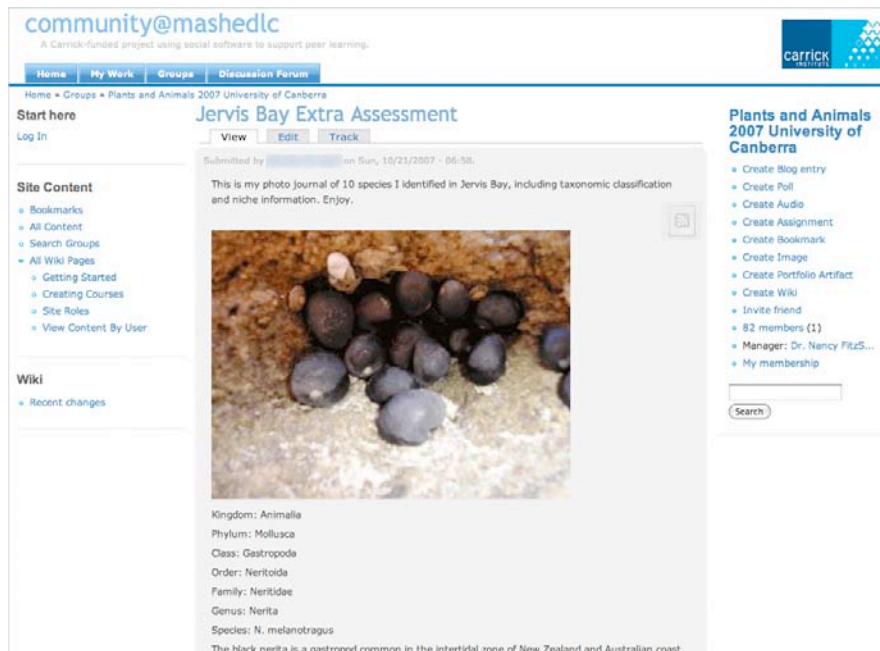 community@mashedlc
A Carrick-funded project using social software to support peer learning.
carrick
INSTITUTE
Home My Work Groups Discussion Forum
Home » Groups » Plants and Animals 2007 University of Canberra
Start here
Log In
Site Content
Bookmarks
All Content
Search Groups
All Wiki Pages
Getting Started
Creating Courses
Site Roles
View Content By User
Wiki
Recent changes
Jervis Bay Extra Assessment
View Edit Track
Submitted by on Sun, 10/21/2007 - 06:58.
This is my photo journal of 10 species I identified in Jervis Bay, including taxonomic classification
and niche information. Enjoy.
Kingdom: Animalia
Phylum: Mollusca
Class: Gastropoda
Order: Neritoida
Family: Neritidae
Genus: Nerita
Species: N. melanotragus
The black nerita is a gastropod common in the intertidal zone of New Zealand and Australian coast.
Plants and Animals
2007 University of
Canberra
Create Blog entry
Create Poll
Create Audio
Create Assignment
Create Bookmark
Create Image
Create Portfolio Artifact
Create Wiki
Invite friend
82 members (1)
Manager: Dr. Nancy FitzS...
My membership
Search